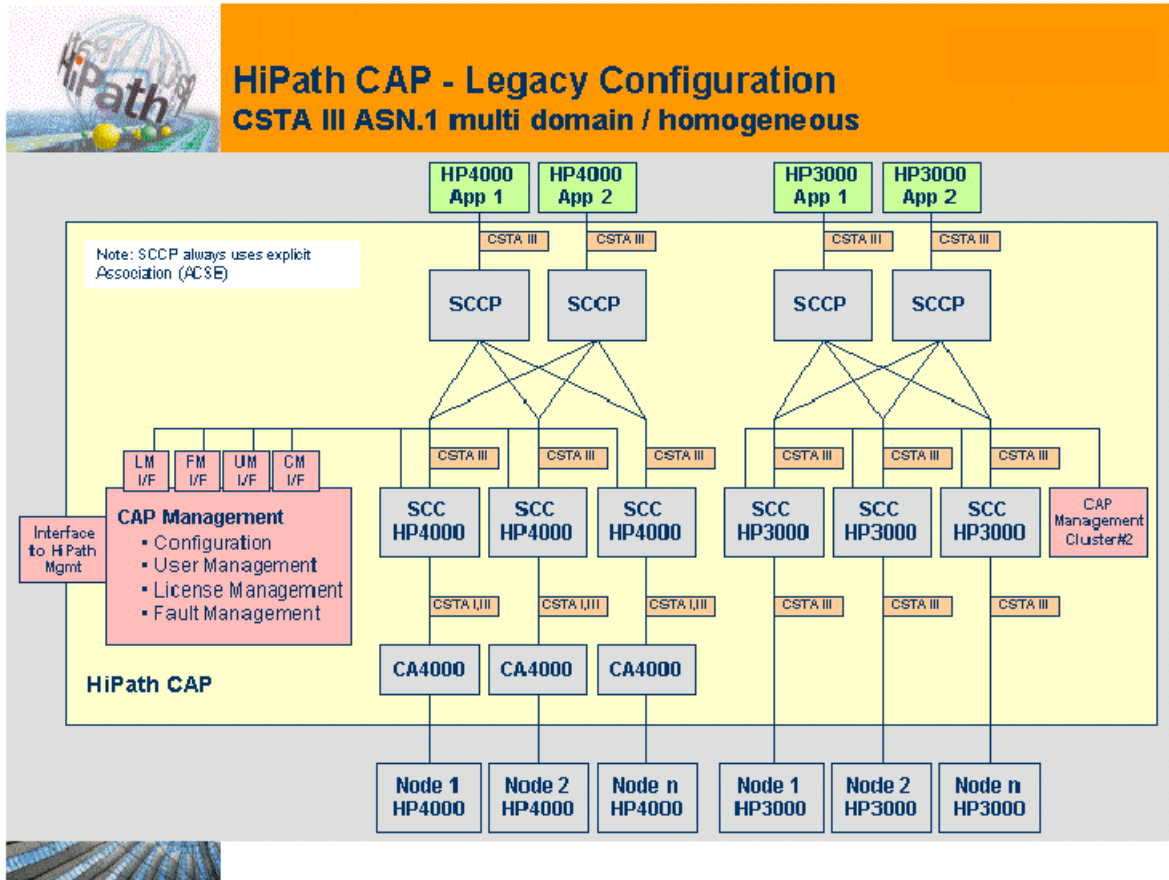 HiPath
HiPath CAP - Legacy Configuration
CSTA III ASN.1 multi domain / homogeneous
HP4000
App 1
HP4000
App 2
HP3000
App 1
HP3000
App 2
CSTA III
CSTA III
CSTA III
CSTA III
Note: SCCP always uses explicit
Association (ACSE)
SCCP
SCCP
SCCP
SCCP
LM
I/F
FM
I/F
UM
I/F
CM
I/F
CSTA III
CSTA III
CSTA III
CSTA III
CSTA III
CSTA III
Interface
to HiPath
Mgmt
CAP Management
▪ Configuration
▪ User Management
▪ License Management
▪ Fault Management
SCC
HP4000
SCC
HP4000
SCC
HP4000
SCC
HP3000
SCC
HP3000
SCC
HP3000
CAP
Management
Cluster#2
CSTA I,III
CSTA I,III
CSTA I,III
CSTA III
CSTA III
CSTA III
CA4000
CA4000
CA4000
HiPath CAP
Node 1
HP4000
Node 2
HP4000
Node n
HP4000
Node 1
HP3000
Node 2
HP3000
Node n
HP3000